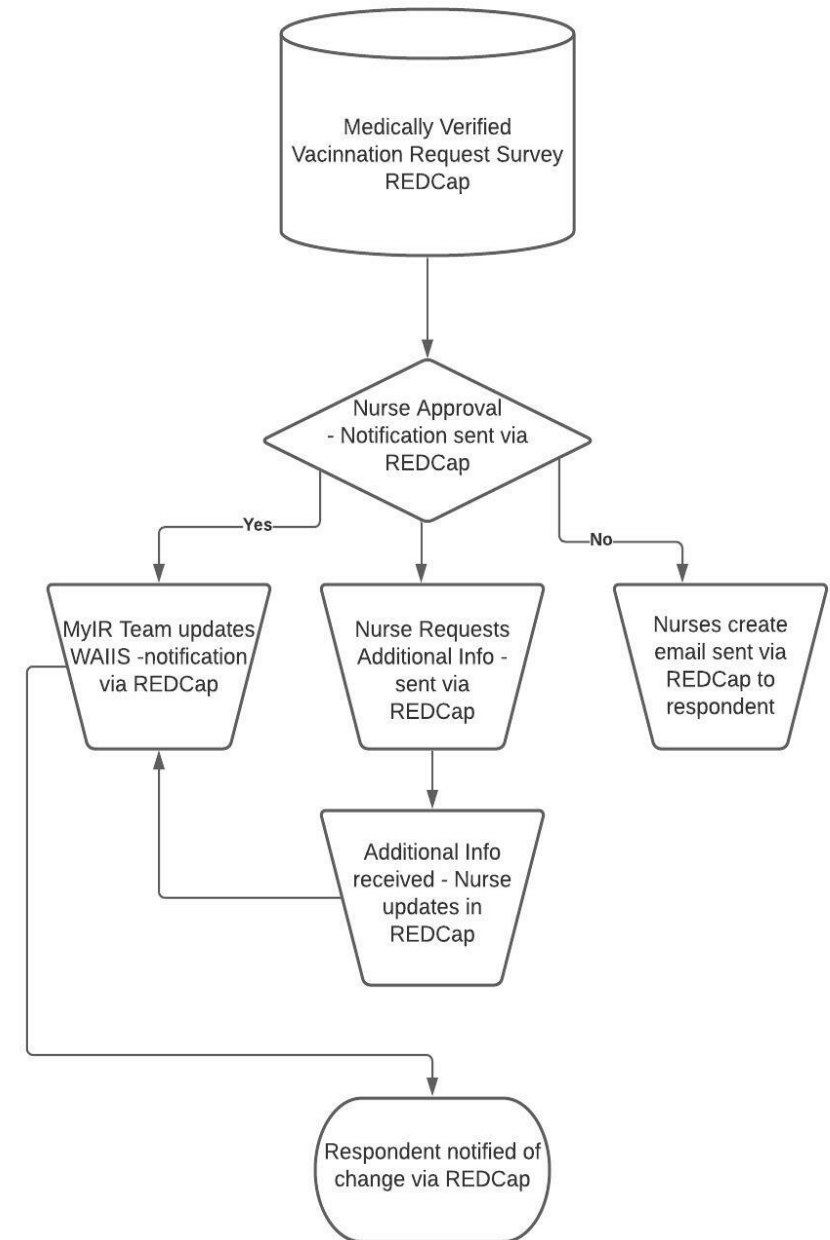 Medically Verified
Vacinnation Request Survey
REDCap
Nurse Approval
- Notification sent via
REDCap
Yes
No
MyIR Team updates
WAIIS -notification
via REDCap
Nurse Requests
Additional Info -
sent via
REDCap
Nurses create
email sent via
REDCap to
respondent
Additional Info
received - Nurse
updates in
REDCap
Respondent notified of
change via REDCap